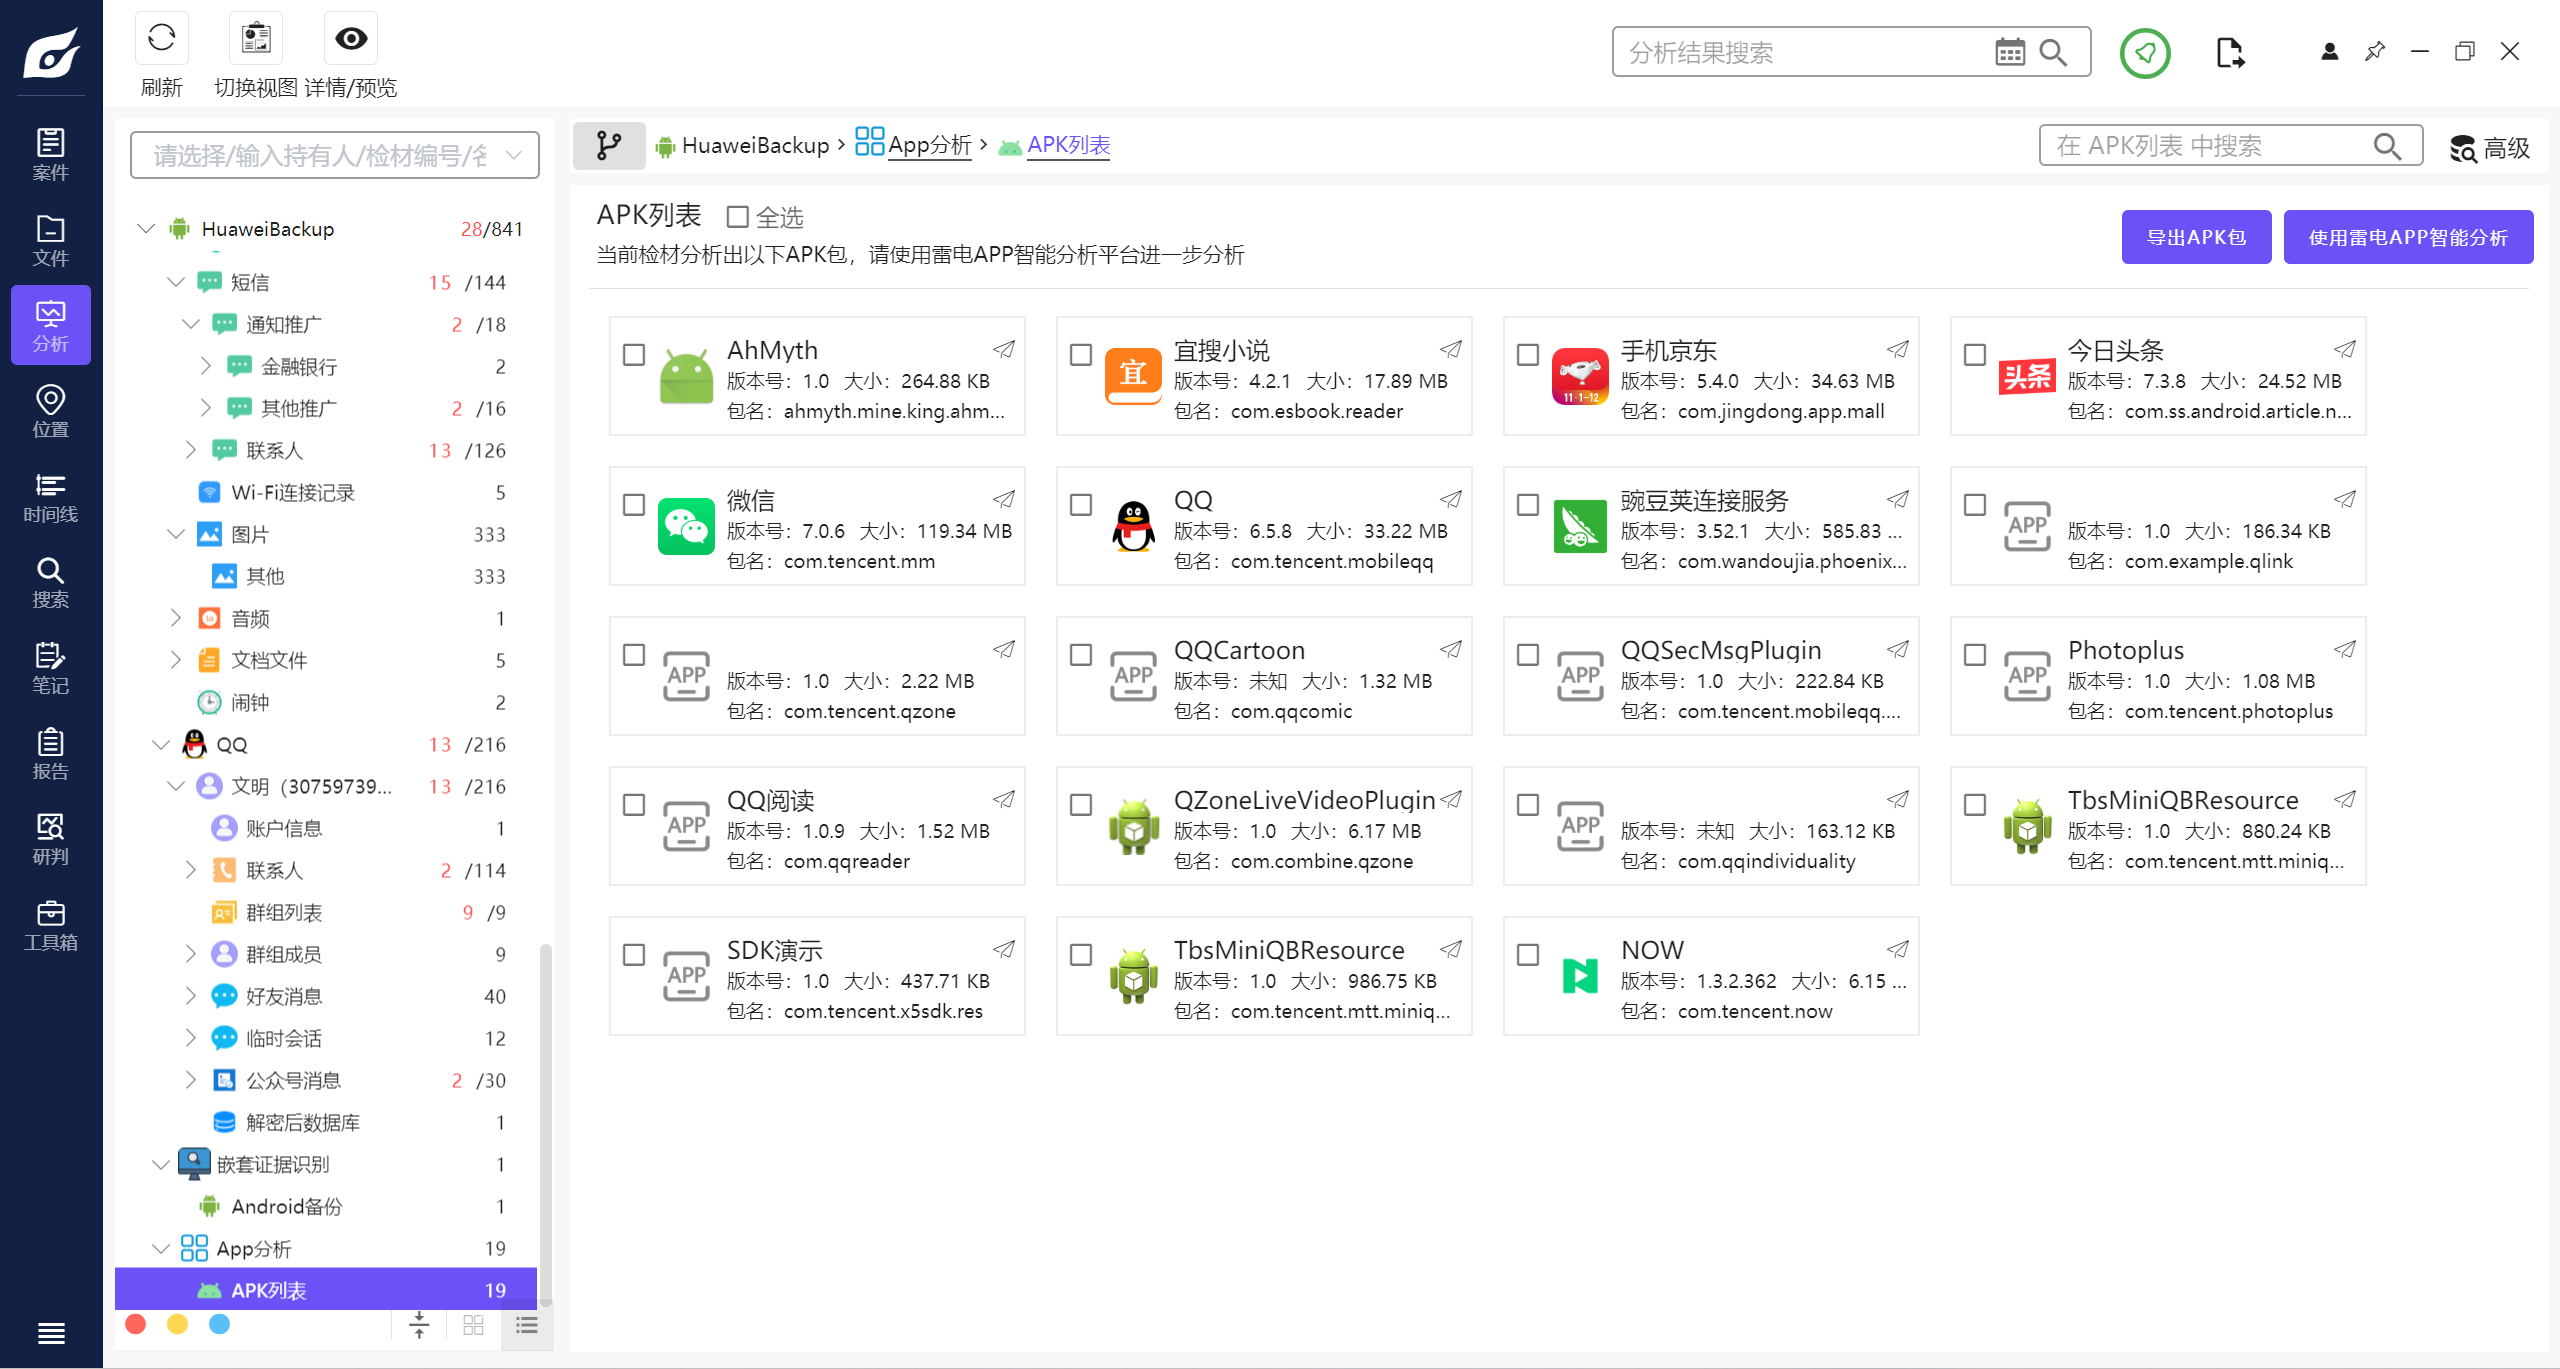 刷新
切换视图
详情/预览
分析结果搜索
案件
文件
分析
位置
时间线
搜索
笔记
报告
研判
工具箱
请选择/输入持有人/检材编号/名
HuaweiBackup 28/841
短信 15 /144
通知推广 2 /18
金融银行 2
其他推广 2 /16
联系人 13 /126
Wi-Fi连接记录 5
图片 333
其他 333
音频 1
文档文件 5
闹钟 2
QQ 13 /216
文明（30759739... 13 /216
账户信息 1
联系人 2 /114
群组列表 9 /9
群组成员 9
好友消息 40
临时会话 12
公众号消息 2 /30
解密后数据库 1
嵌套证据识别 1
Android备份 1
App分析 19
APK列表 19
HuaweiBackup › App分析 › APK列表
在 APK列表 中搜索
高级
APK列表 全选
当前检材分析出以下APK包，请使用雷电APP智能分析平台进一步分析
导出APK包
使用雷电APP智能分析
AhMyth
版本号：1.0 大小：264.88 KB
包名：ahmyth.mine.king.ahm...
宜
宜搜小说
版本号：4.2.1 大小：17.89 MB
包名：com.esbook.reader
11·1-12
手机京东
版本号：5.4.0 大小：34.63 MB
包名：com.jingdong.app.mall
头条
今日头条
版本号：7.3.8 大小：24.52 MB
包名：com.ss.android.article.n...
微信
版本号：7.0.6 大小：119.34 MB
包名：com.tencent.mm
QQ
版本号：6.5.8 大小：33.22 MB
包名：com.tencent.mobileqq
豌豆荚连接服务
版本号：3.52.1 大小：585.83 ...
包名：com.wandoujia.phoenix...
APP
版本号：1.0 大小：186.34 KB
包名：com.example.qlink
APP
版本号：1.0 大小：2.22 MB
包名：com.tencent.qzone
APP
QQCartoon
版本号：未知 大小：1.32 MB
包名：com.qqcomic
APP
QQSecMsgPlugin
版本号：1.0 大小：222.84 KB
包名：com.tencent.mobileqq....
APP
Photoplus
版本号：1.0 大小：1.08 MB
包名：com.tencent.photoplus
APP
QQ阅读
版本号：1.0.9 大小：1.52 MB
包名：com.qqreader
QZoneLiveVideoPlugin
版本号：1.0 大小：6.17 MB
包名：com.combine.qzone
APP
版本号：未知 大小：163.12 KB
包名：com.qqindividuality
TbsMiniQBResource
版本号：1.0 大小：880.24 KB
包名：com.tencent.mtt.miniq...
APP
SDK演示
版本号：1.0 大小：437.71 KB
包名：com.tencent.x5sdk.res
TbsMiniQBResource
版本号：1.0 大小：986.75 KB
包名：com.tencent.mtt.miniq...
NOW
版本号：1.3.2.362 大小：6.15 ...
包名：com.tencent.now